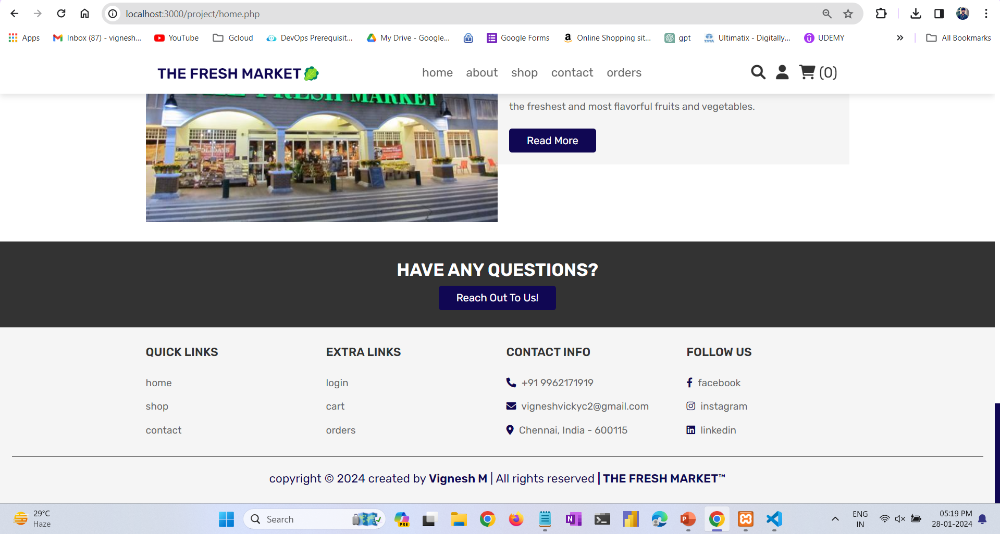 localhost:3000/project/home.php
Apps
Inbox (87) - vignesh...
YouTube
Gcloud
DevOps Prerequisit...
My Drive - Google...
Google Forms
Online Shopping sit...
gpt
Ultimatix - Digitally...
UDEMY
All Bookmarks
THE FRESH MARKET
home about shop contact orders
(0)
FRESH MARKET
the freshest and most flavorful fruits and vegetables.
Read More
HAVE ANY QUESTIONS?
Reach Out To Us!
QUICK LINKS
home
shop
contact
EXTRA LINKS
login
cart
orders
CONTACT INFO
+91 9962171919
vigneshvickyc2@gmail.com
Chennai, India - 600115
FOLLOW US
facebook
instagram
linkedin
copyright © 2024 created by Vignesh M | All rights reserved | THE FRESH MARKET™
29°C
Haze
Search
PRE
ENG
IN
05:19 PM
28-01-2024